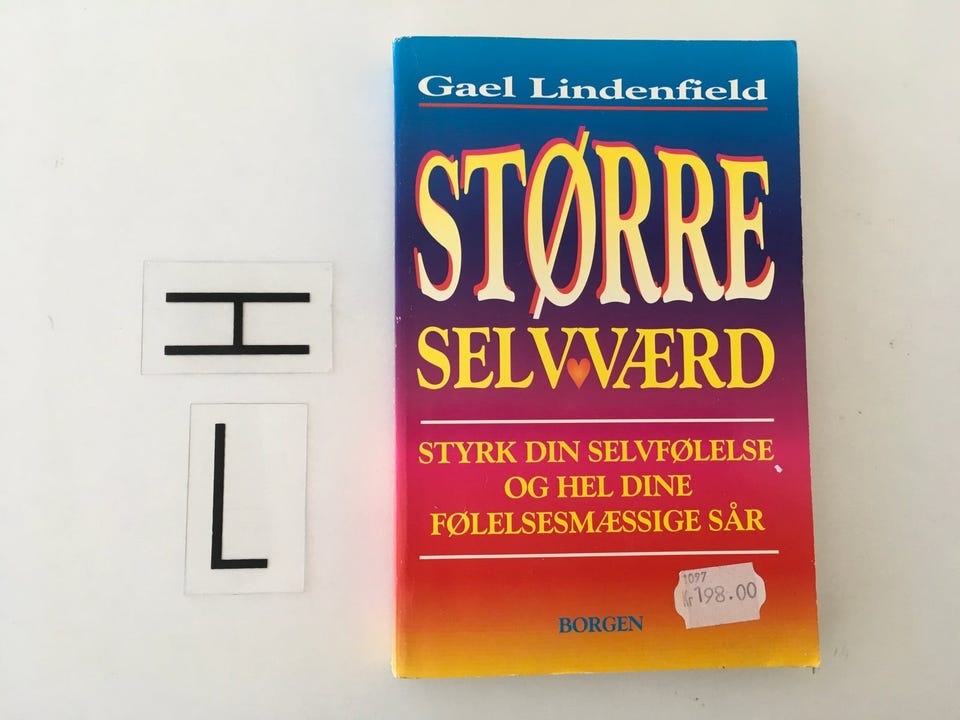 H
L
Gael Lindenfield
STØRRE
SELVVÆRD
STYRK DIN SELVFØLELSE
OG HEL DINE
FØLELSESMÆSSIGE SÅR
1097
Kr 198.00
BORGEN